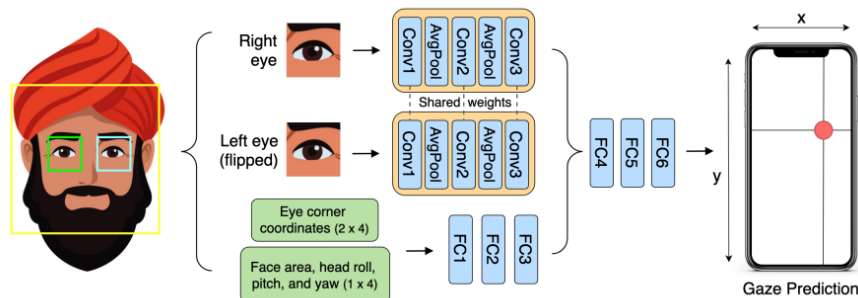 Right
eye
Conv1
AvgPool
Conv2
AvgPool
Conv3
Shared weights
Left eye
(flipped)
Conv1
AvgPool
Conv2
AvgPool
Conv3
Eye corner
coordinates (2 x 4)
Face area, head roll,
pitch, and yaw (1 x 4)
FC1
FC2
FC3
FC4
FC5
FC6
x
y
Gaze Prediction